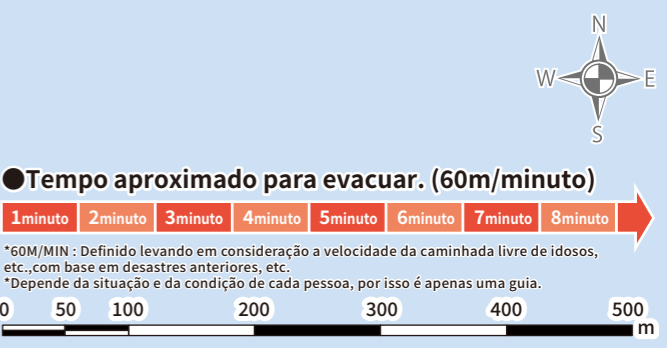 N
W E
S
●Tempo aproximado para evacuar. (60m/minuto)
1minuto 2minuto 3minuto 4minuto 5minuto 6minuto 7minuto 8minuto
*60M/MIN : Definido levando em consideração a velocidade da caminhada livre de idosos,
etc.,com base em desastres anteriores, etc.
*Depende da situação e da condição de cada pessoa, por isso é apenas uma guia.
0 50 100 200 300 400 500
m